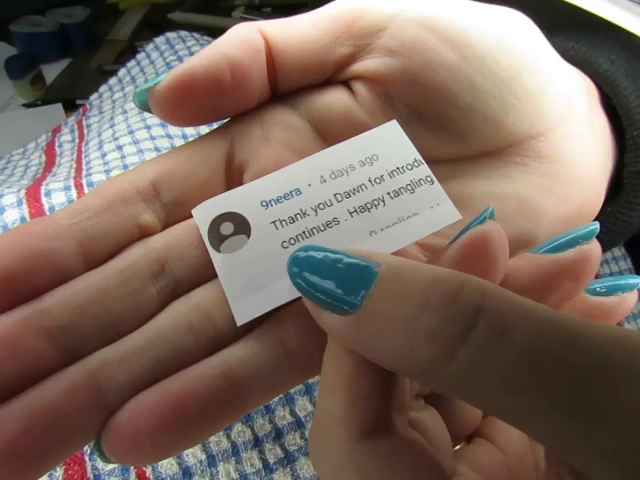 9neera · 4 days ago
Thank you Dawn for introdu
continues . Happy tangling